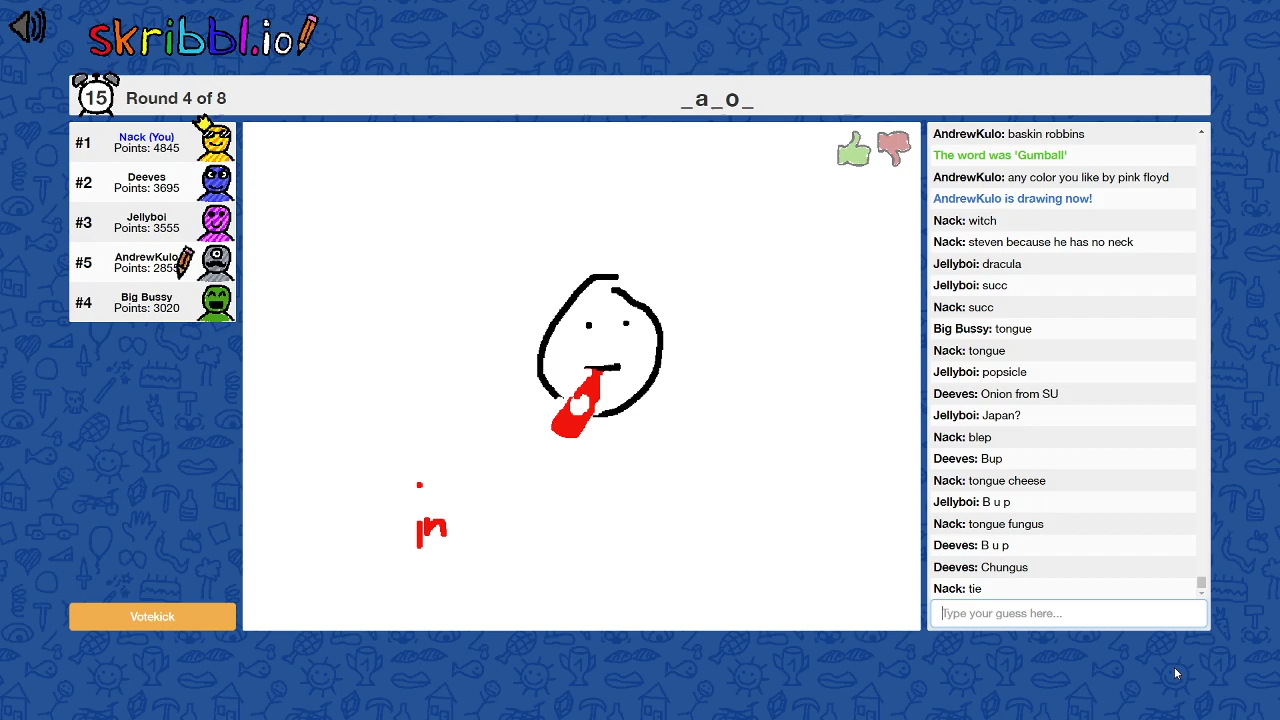 skribbl.io
15 Round 4 of 8 _a_o_
#1 Nack (You)
Points: 4845
#2 Deeves
Points: 3695
#3 Jellyboi
Points: 3555
#5 AndrewKulo
Points: 2855
#4 Big Bussy
Points: 3020
Votekick
in
AndrewKulo: baskin robbins
The word was 'Gumball'
AndrewKulo: any color you like by pink floyd
AndrewKulo is drawing now!
Nack: witch
Nack: steven because he has no neck
Jellyboi: dracula
Jellyboi: succ
Nack: succ
Big Bussy: tongue
Nack: tongue
Jellyboi: popsicle
Deeves: Onion from SU
Jellyboi: Japan?
Nack: blep
Deeves: Bup
Nack: tongue cheese
Jellyboi: B u p
Nack: tongue fungus
Deeves: B u p
Deeves: Chungus
Nack: tie
Type your guess here...